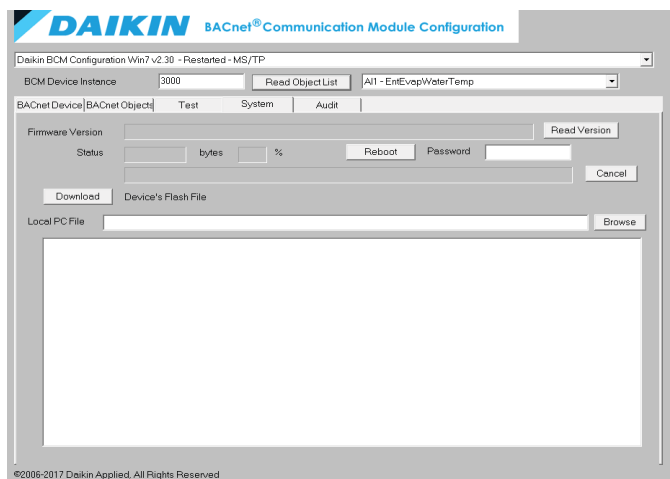 DAIKIN BACnet® Communication Module Configuration
Daikin BCM Configuration Win7 v2.30 - Restarted - MS/TP
BCM Device Instance 3000 Read Object List AI1 - EntEvapWaterTemp
BACnet Device BACnet Objects Test System Audit
Firmware Version Read Version
Status bytes % Reboot Password
Cancel
Download Device's Flash File
Local PC File Browse
©2006-2017 Daikin Applied, All Rights Reserved